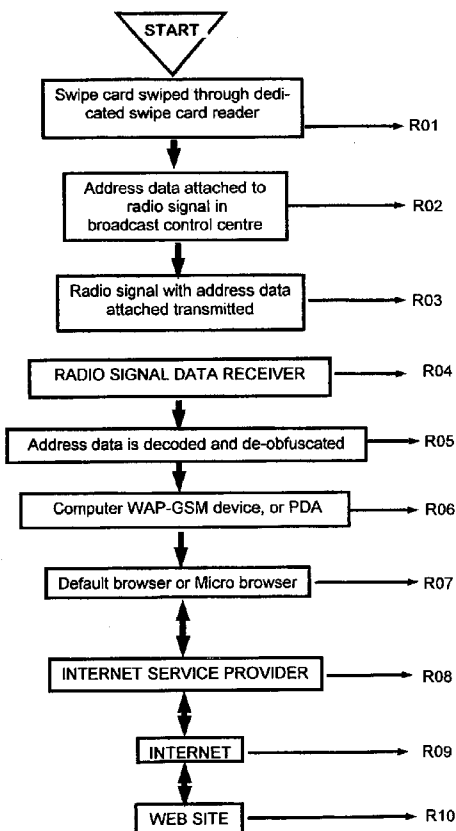 START
Swipe card swiped through dedi-
cated swipe card reader
R01
Address data attached to
radio signal in
broadcast control centre
R02
Radio signal with address data
attached transmitted
R03
RADIO SIGNAL DATA RECEIVER
R04
Address data is decoded and de-obfuscated
R05
Computer WAP-GSM device, or PDA
R06
Default browser or Micro browser
R07
INTERNET SERVICE PROVIDER
R08
INTERNET
R09
WEB SITE
R10